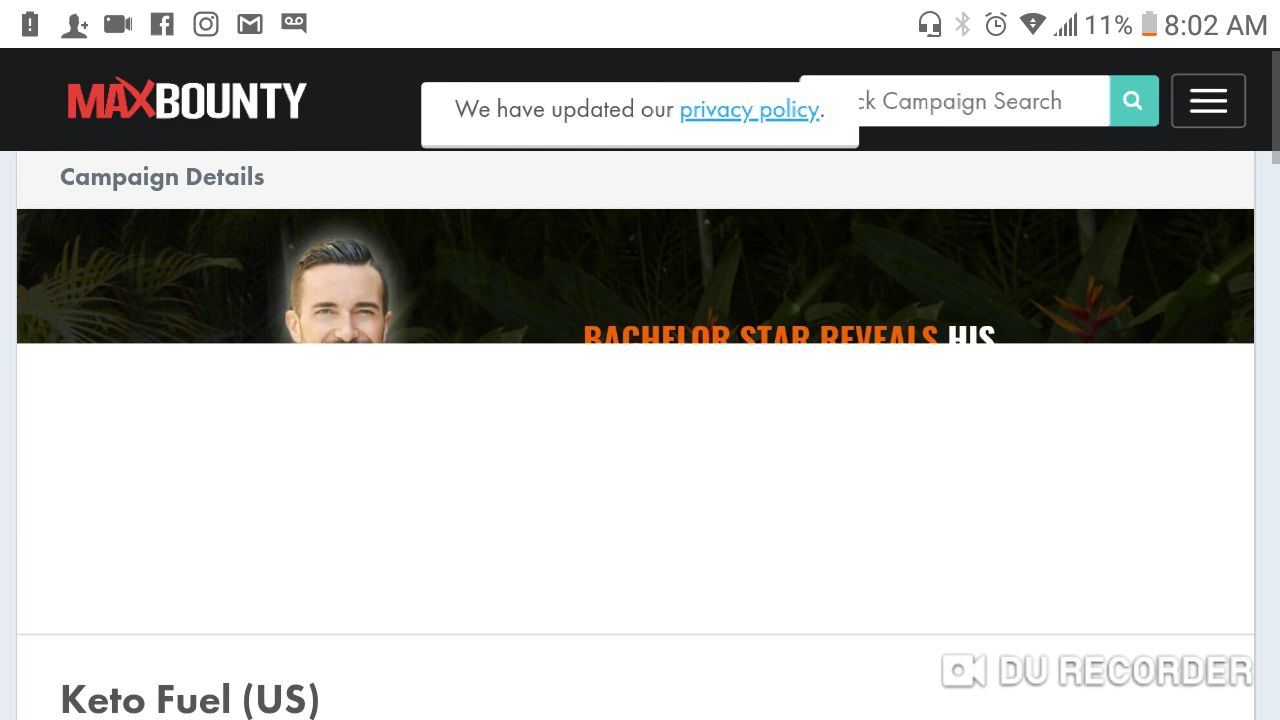 11% 8:02 AM
MAXBOUNTY
We have updated our privacy policy.
ck Campaign Search
Campaign Details
BACHELOR STAR REVEALS HIS
Keto Fuel (US)
DU RECORDER